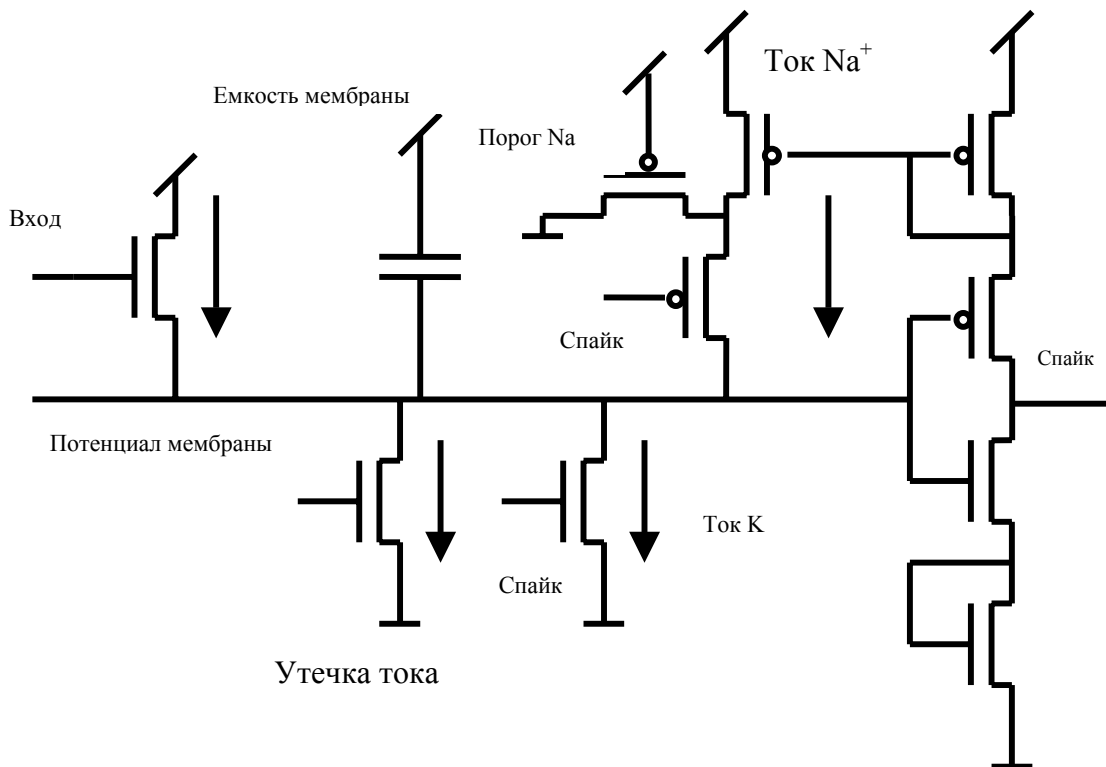 Ток Na⁺
Емкость мембраны
Порог Na
Вход
Спайк
Спайк
Потенциал мембраны
Ток K
Спайк
Утечка тока